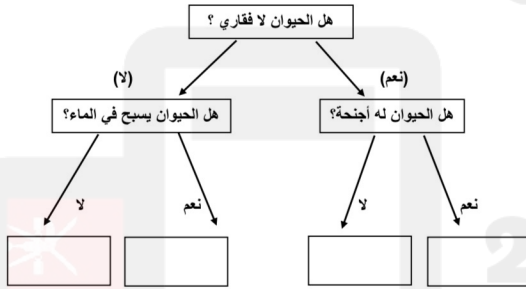 هل الحيوان لا فقاري ؟
(نعم)
(لا)
هل الحيوان له أجنحة؟
هل الحيوان يسبح في الماء؟
نعم
لا
نعم
لا
2